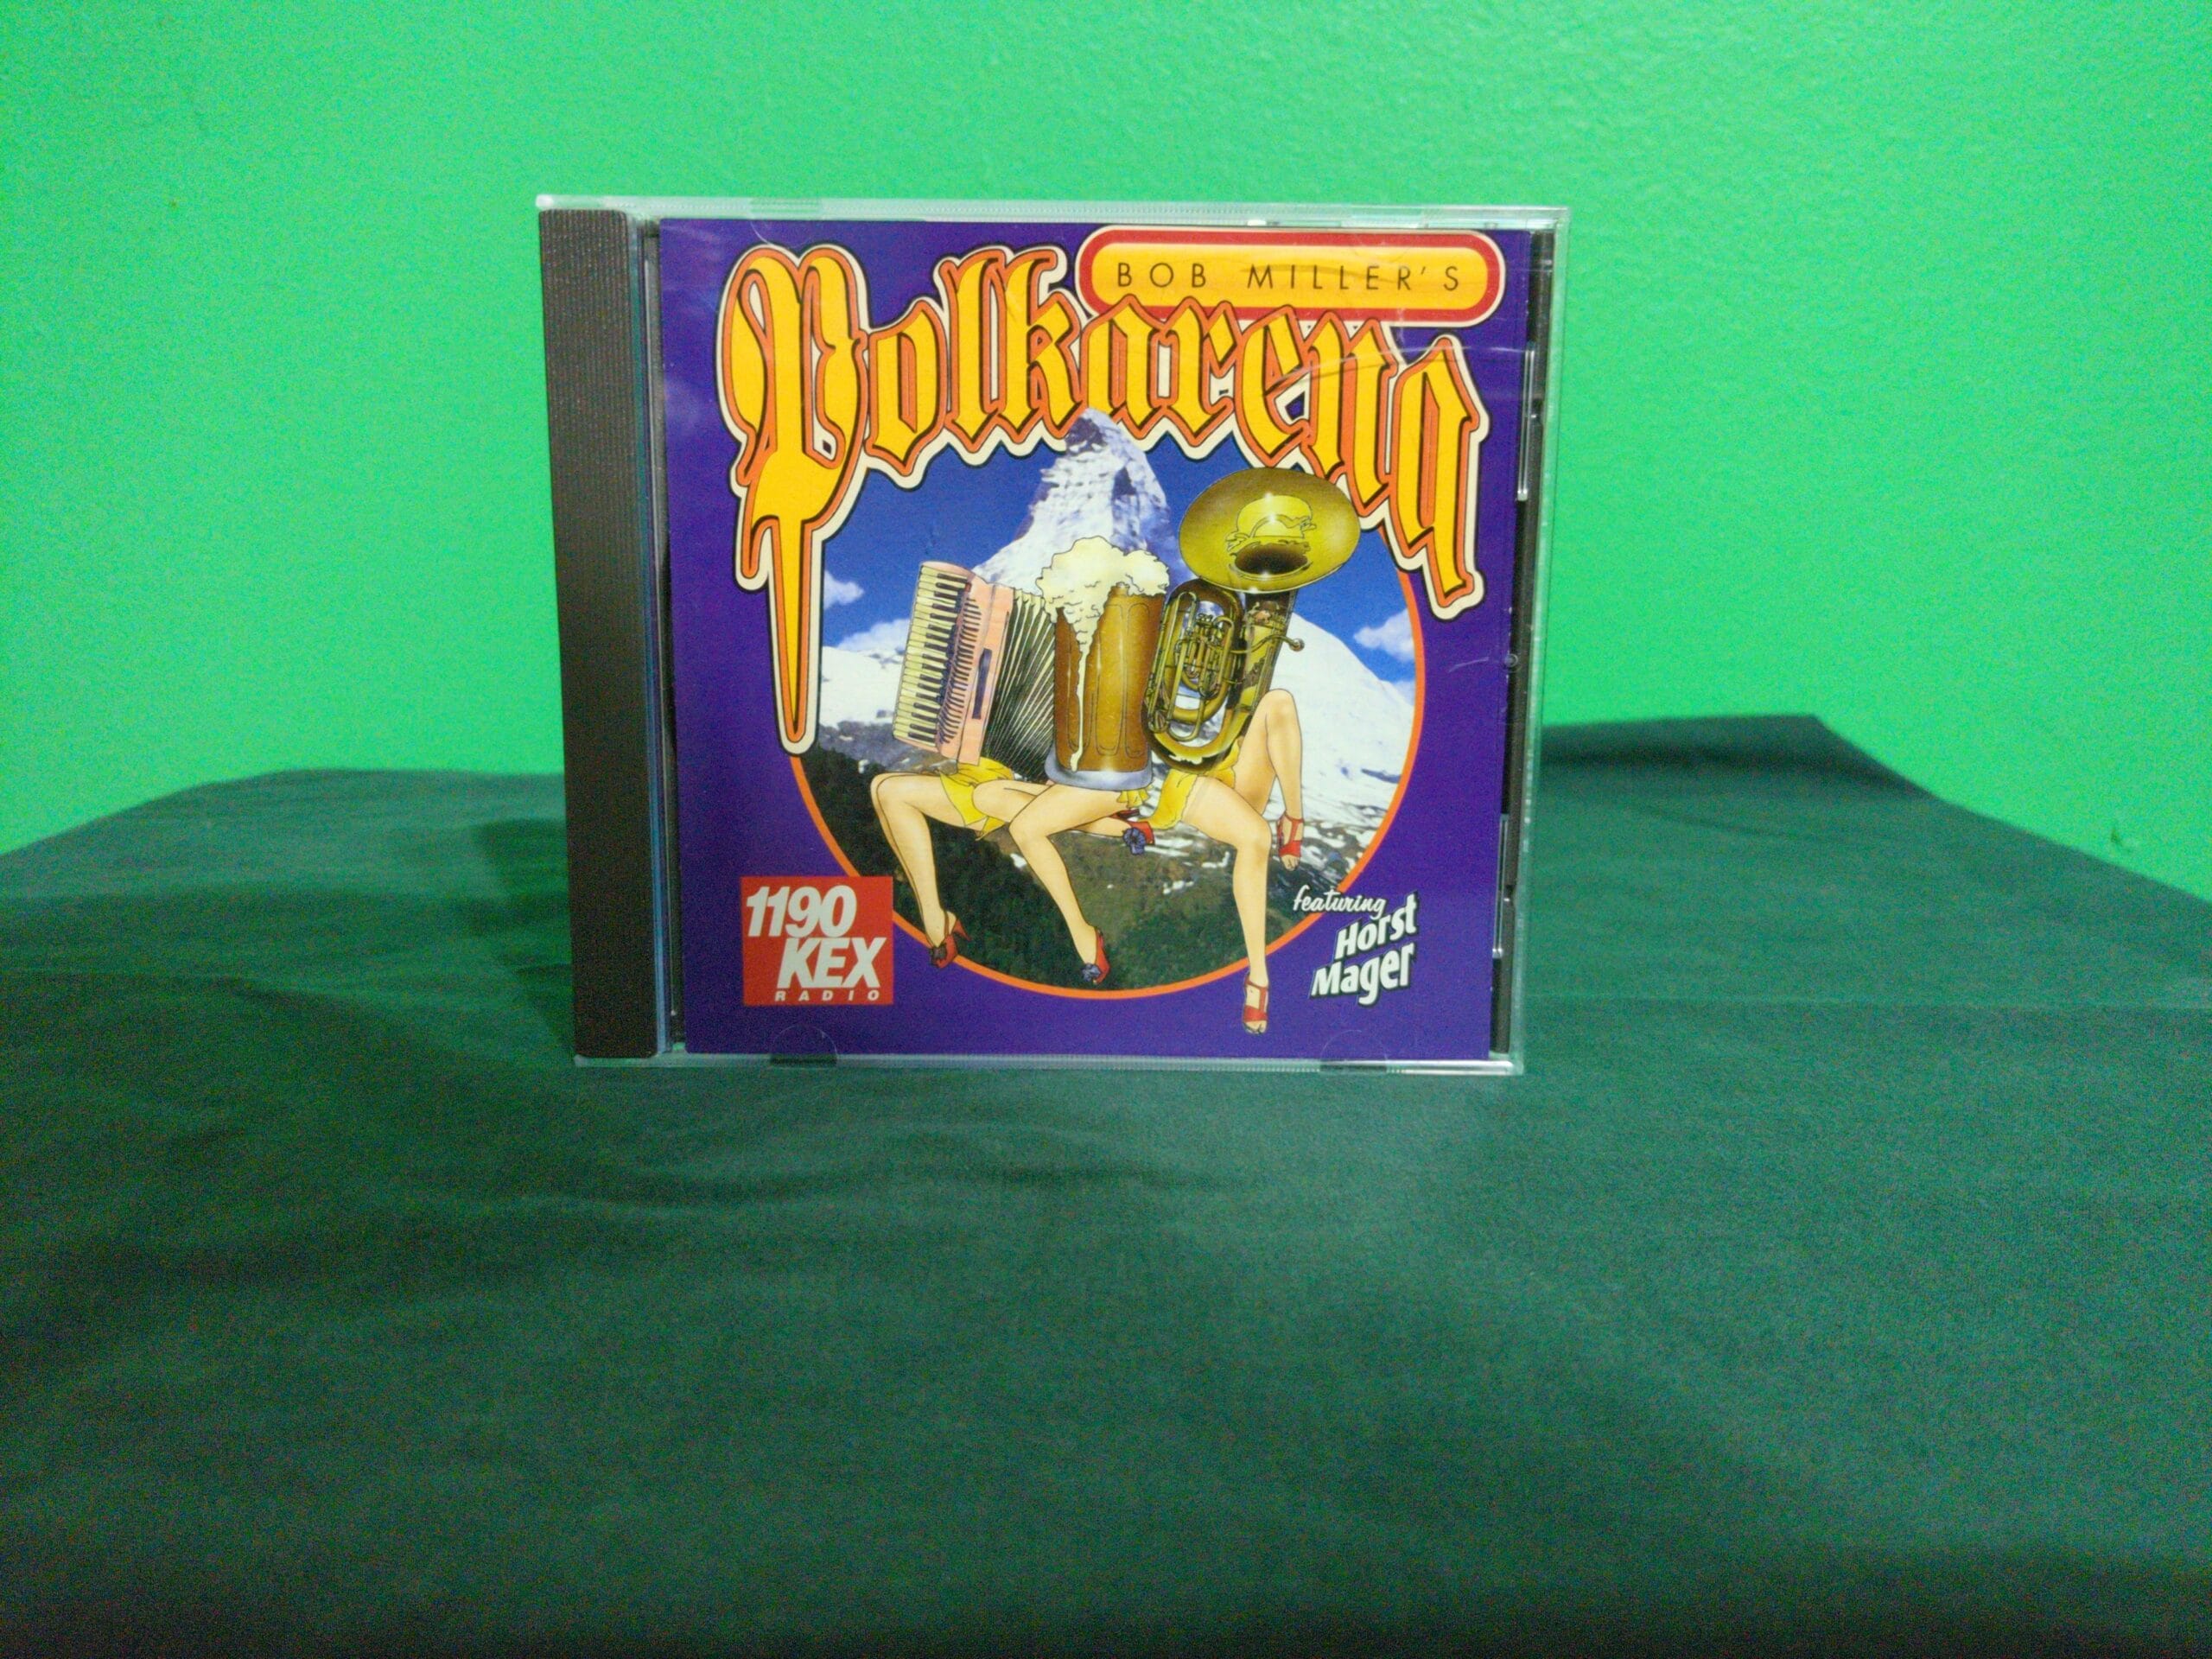 BOB MILLER'S
Polkarena
1190
KEX
RADIO
featuring
Horst
Mager